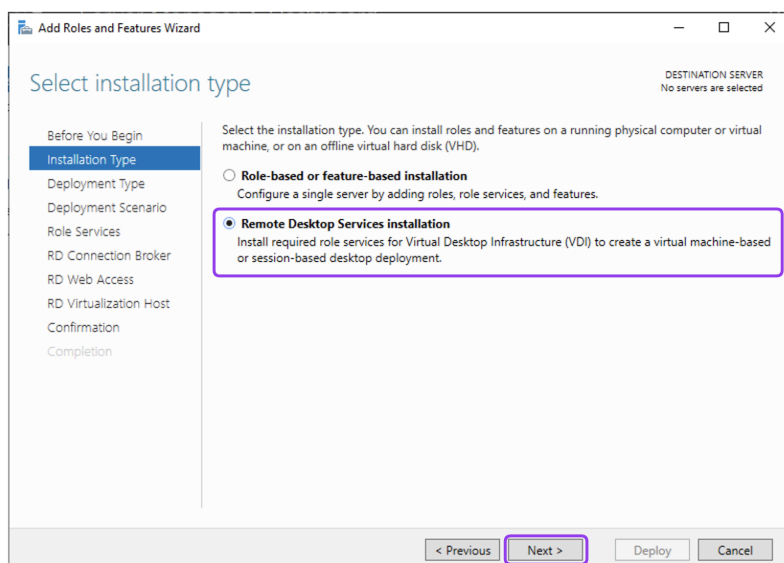 Add Roles and Features Wizard
Select installation type
DESTINATION SERVER
No servers are selected
Before You Begin
Installation Type
Deployment Type
Deployment Scenario
Role Services
RD Connection Broker
RD Web Access
RD Virtualization Host
Confirmation
Completion
Select the installation type. You can install roles and features on a running physical computer or virtual
machine, or on an offline virtual hard disk (VHD).
Role-based or feature-based installation
Configure a single server by adding roles, role services, and features.
Remote Desktop Services installation
Install required role services for Virtual Desktop Infrastructure (VDI) to create a virtual machine-based
or session-based desktop deployment.
< Previous
Next >
Deploy
Cancel